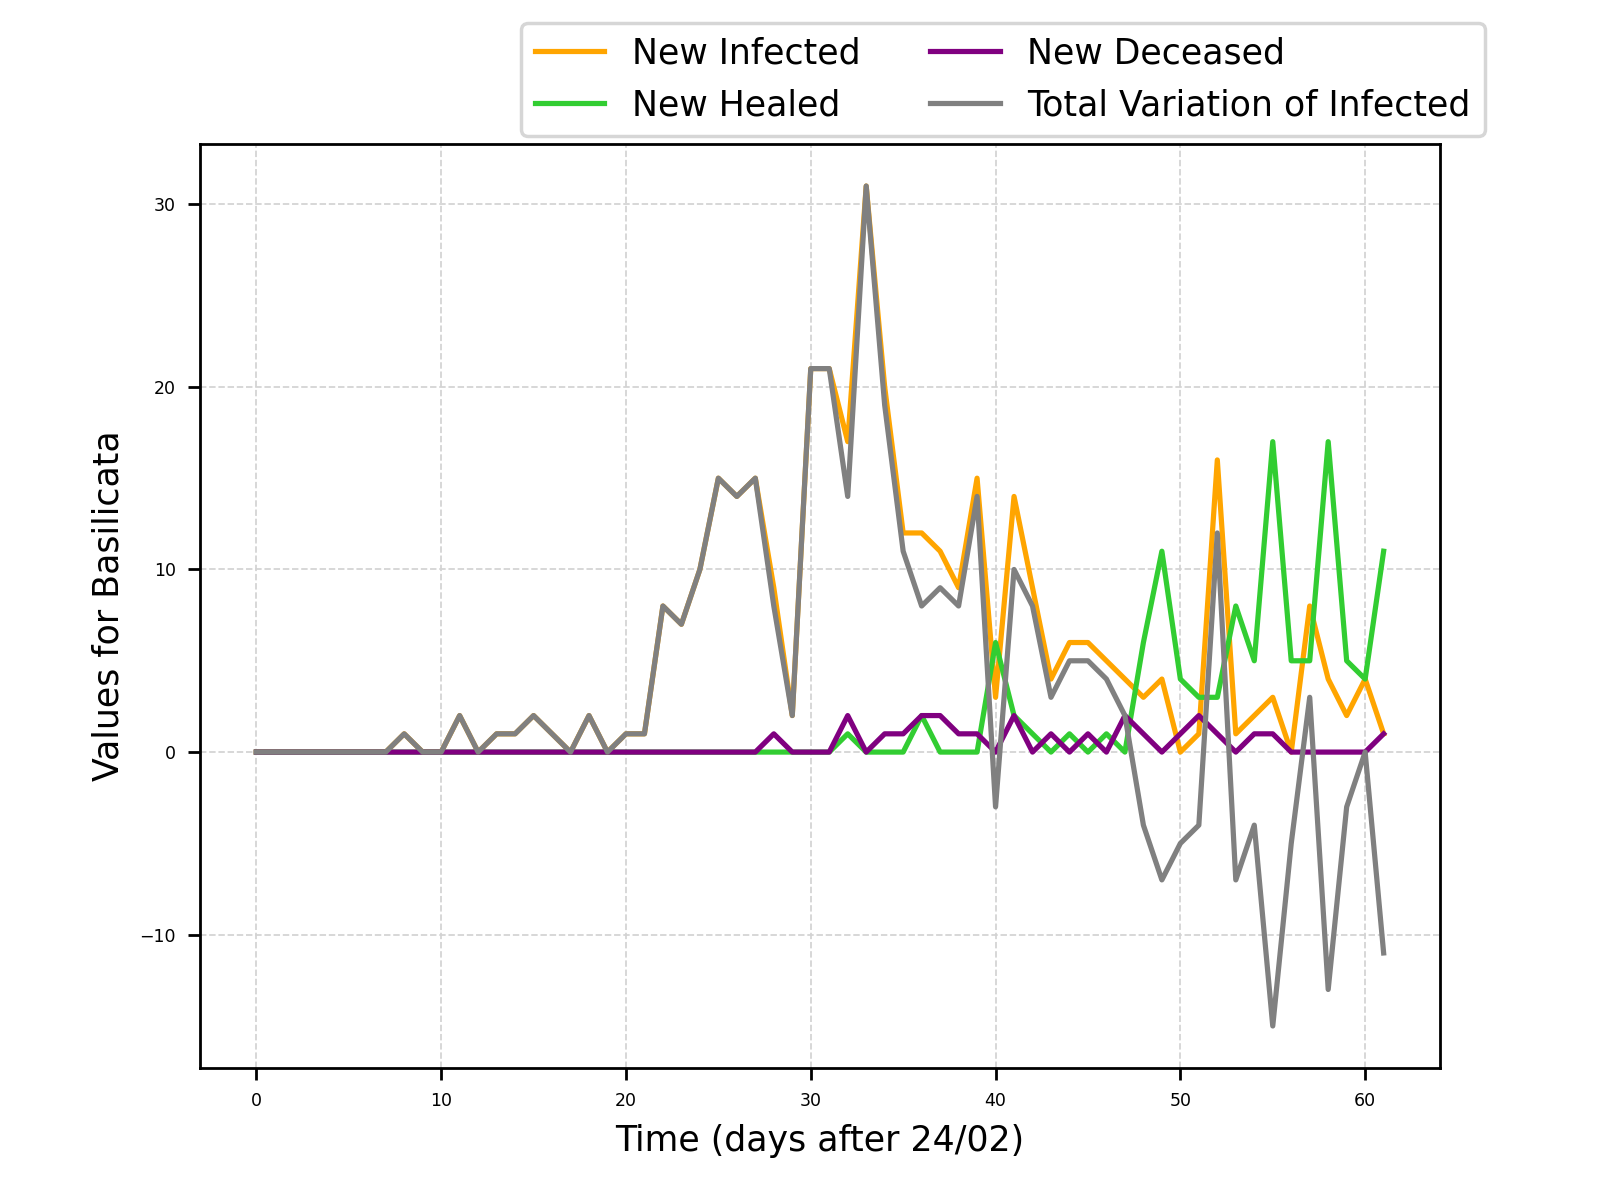 New Infected
New Healed
New Deceased
Total Variation of Infected
Values for Basilicata
30
20
10
0
−10
0 10 20 30 40 50 60
Time (days after 24/02)